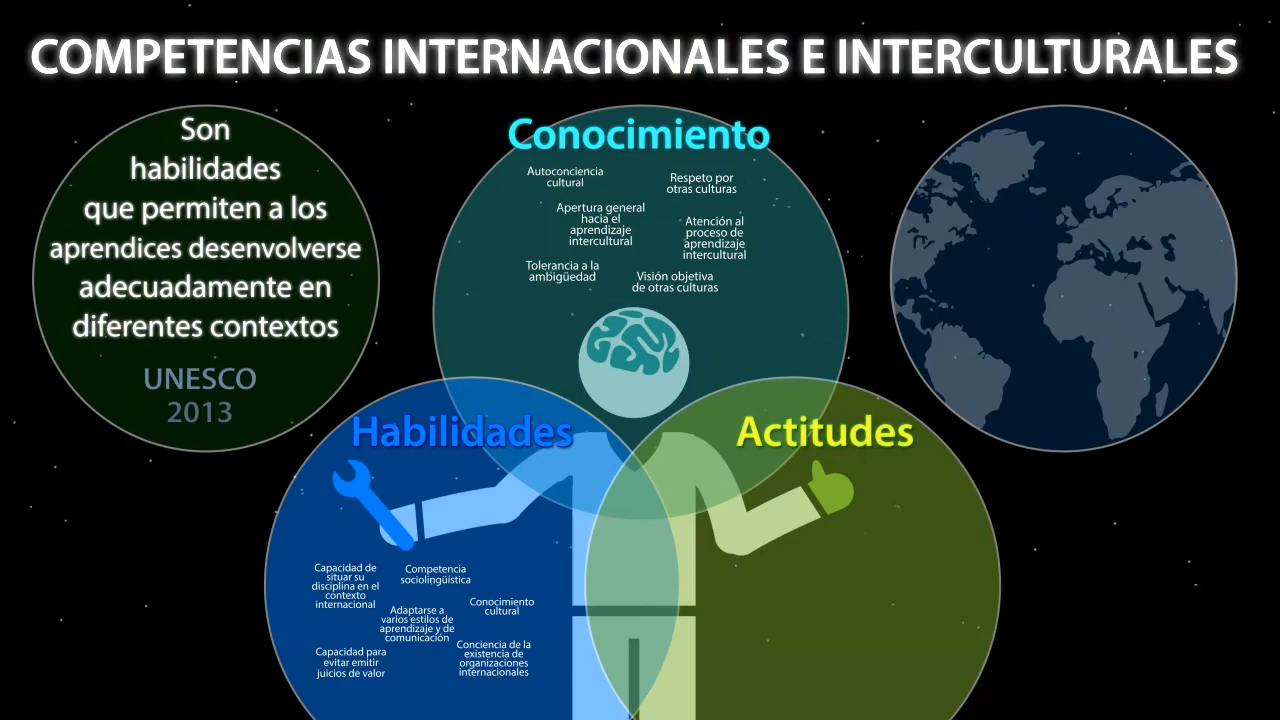 COMPETENCIAS INTERNACIONALES E INTERCULTURALES
Son
habilidades
que permiten a los
aprendices desenvolverse
adecuadamente en
diferentes contextos
UNESCO
2013
Conocimiento
Autoconciencia
cultural
Respeto por
otras culturas
Apertura general
hacia el
aprendizaje
intercultural
Atención al
proceso de
aprendizaje
intercultural
Tolerancia a la
ambigüedad
Visión objetiva
de otras culturas
Habilidades
Capacidad de
situar su
disciplina en el
contexto
internacional
Competencia
sociolingüística
Adaptarse a
varios estilos de
aprendizaje y de
comunicación
Conocimiento
cultural
Capacidad para
evitar emitir
juicios de valor
Conciencia de la
existencia de
organizaciones
internacionales
Actitudes